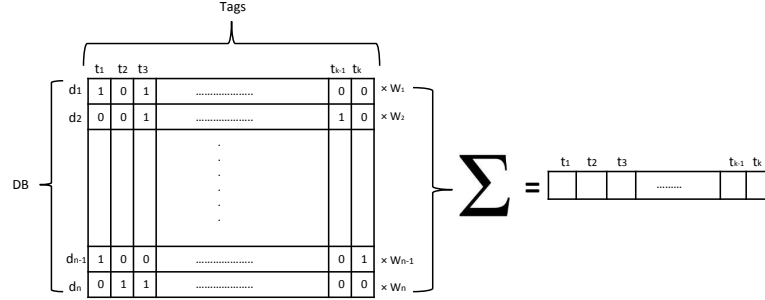 Tags
t1 t2 t3 tk-1 tk
d1 1 0 1 ................... 0 0 × W1
d2 0 0 1 ................... 1 0 × W2
.
.
.
.
.
.
DB ∑ =
t1 t2 t3 ......... tk-1 tk
dn-1 1 0 0 ................... 0 1 × Wn-1
dn 0 1 1 ................... 0 0 × Wn